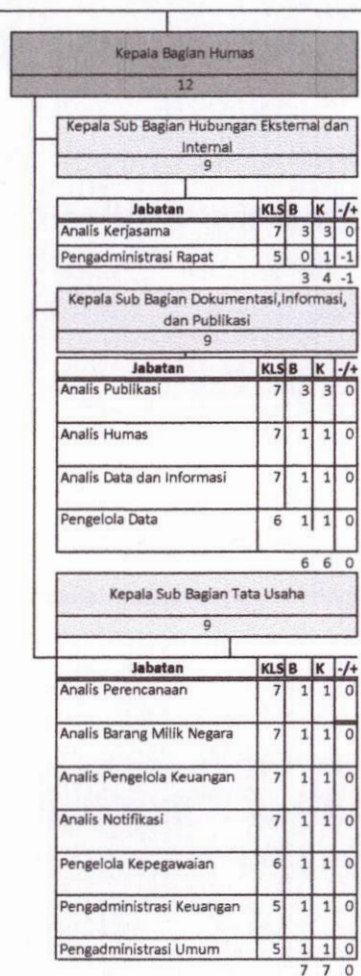 Kepala Bagian Humas
12
Kepala Sub Bagian Hubungan Eksternal dan
Internal
9
Jabatan KLS B K -/+
Analis Kerjasama 7 3 3 0
Pengadministrasi Rapat 5 0 1 -1
3 4 -1
Kepala Sub Bagian Dokumentasi,Informasi,
dan Publikasi
9
Jabatan KLS B K -/+
Analis Publikasi 7 3 3 0
Analis Humas 7 1 1 0
Analis Data dan Informasi 7 1 1 0
Pengelola Data 6 1 1 0
6 6 0
Kepala Sub Bagian Tata Usaha
9
Jabatan KLS B K -/+
Analis Perencanaan 7 1 1 0
Analis Barang Milik Negara 7 1 1 0
Analis Pengelola Keuangan 7 1 1 0
Analis Notifikasi 7 1 1 0
Pengelola Kepegawaian 6 1 1 0
Pengadministrasi Keuangan 5 1 1 0
Pengadministrasi Umum 5 1 1 0
7 7 0